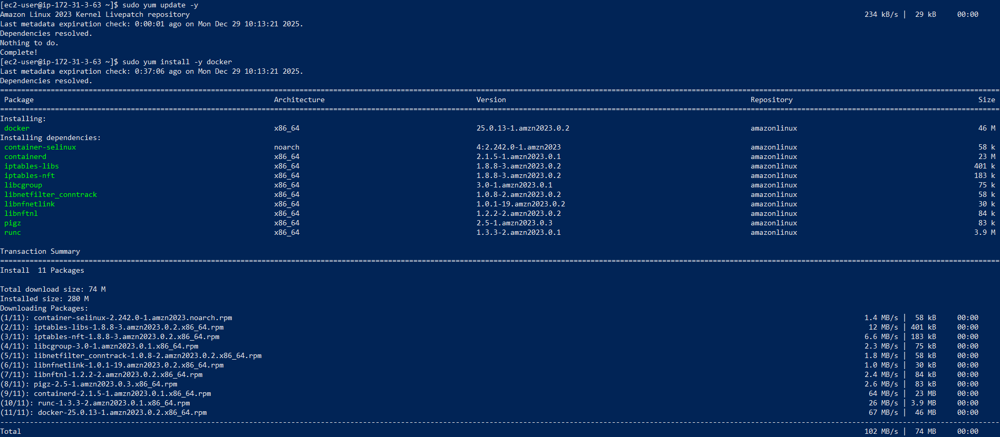 [ec2-user@ip-172-31-3-63 ~]$ sudo yum update -y
Amazon Linux 2023 Kernel Livepatch repository 234 kB/s | 29 kB 00:00
Last metadata expiration check: 0:00:01 ago on Mon Dec 29 10:13:21 2025.
Dependencies resolved.
Nothing to do.
Complete!
[ec2-user@ip-172-31-3-63 ~]$ sudo yum install -y docker
Last metadata expiration check: 0:37:06 ago on Mon Dec 29 10:13:21 2025.
Dependencies resolved.
Package Architecture Version Repository Size
Installing:
docker x86_64 25.0.13-1.amzn2023.0.2 amazonlinux 46 M
Installing dependencies:
container-selinux noarch 4:2.242.0-1.amzn2023 amazonlinux 58 k
containerd x86_64 2.1.5-1.amzn2023.0.1 amazonlinux 23 M
iptables-libs x86_64 1.8.8-3.amzn2023.0.2 amazonlinux 401 k
iptables-nft x86_64 1.8.8-3.amzn2023.0.2 amazonlinux 183 k
libcgroup x86_64 3.0-1.amzn2023.0.1 amazonlinux 75 k
libnetfilter_conntrack x86_64 1.0.8-2.amzn2023.0.2 amazonlinux 58 k
libnfnetlink x86_64 1.0.1-19.amzn2023.0.2 amazonlinux 30 k
libnftnl x86_64 1.2.2-2.amzn2023.0.2 amazonlinux 84 k
pigz x86_64 2.5-1.amzn2023.0.3 amazonlinux 83 k
runc x86_64 1.3.3-2.amzn2023.0.1 amazonlinux 3.9 M
Transaction Summary
Install 11 Packages
Total download size: 74 M
Installed size: 280 M
Downloading Packages:
(1/11): container-selinux-2.242.0-1.amzn2023.noarch.rpm 1.4 MB/s | 58 kB 00:00
(2/11): iptables-libs-1.8.8-3.amzn2023.0.2.x86_64.rpm 12 MB/s | 401 kB 00:00
(3/11): iptables-nft-1.8.8-3.amzn2023.0.2.x86_64.rpm 6.6 MB/s | 183 kB 00:00
(4/11): libcgroup-3.0-1.amzn2023.0.1.x86_64.rpm 2.3 MB/s | 75 kB 00:00
(5/11): libnetfilter_conntrack-1.0.8-2.amzn2023.0.2.x86_64.rpm 1.8 MB/s | 58 kB 00:00
(6/11): libnfnetlink-1.0.1-19.amzn2023.0.2.x86_64.rpm 1.0 MB/s | 30 kB 00:00
(7/11): libnftnl-1.2.2-2.amzn2023.0.2.x86_64.rpm 2.4 MB/s | 84 kB 00:00
(8/11): pigz-2.5-1.amzn2023.0.3.x86_64.rpm 2.6 MB/s | 83 kB 00:00
(9/11): containerd-2.1.5-1.amzn2023.0.1.x86_64.rpm 64 MB/s | 23 MB 00:00
(10/11): runc-1.3.3-2.amzn2023.0.1.x86_64.rpm 26 MB/s | 3.9 MB 00:00
(11/11): docker-25.0.13-1.amzn2023.0.2.x86_64.rpm 67 MB/s | 46 MB 00:00
Total 102 MB/s | 74 MB 00:00